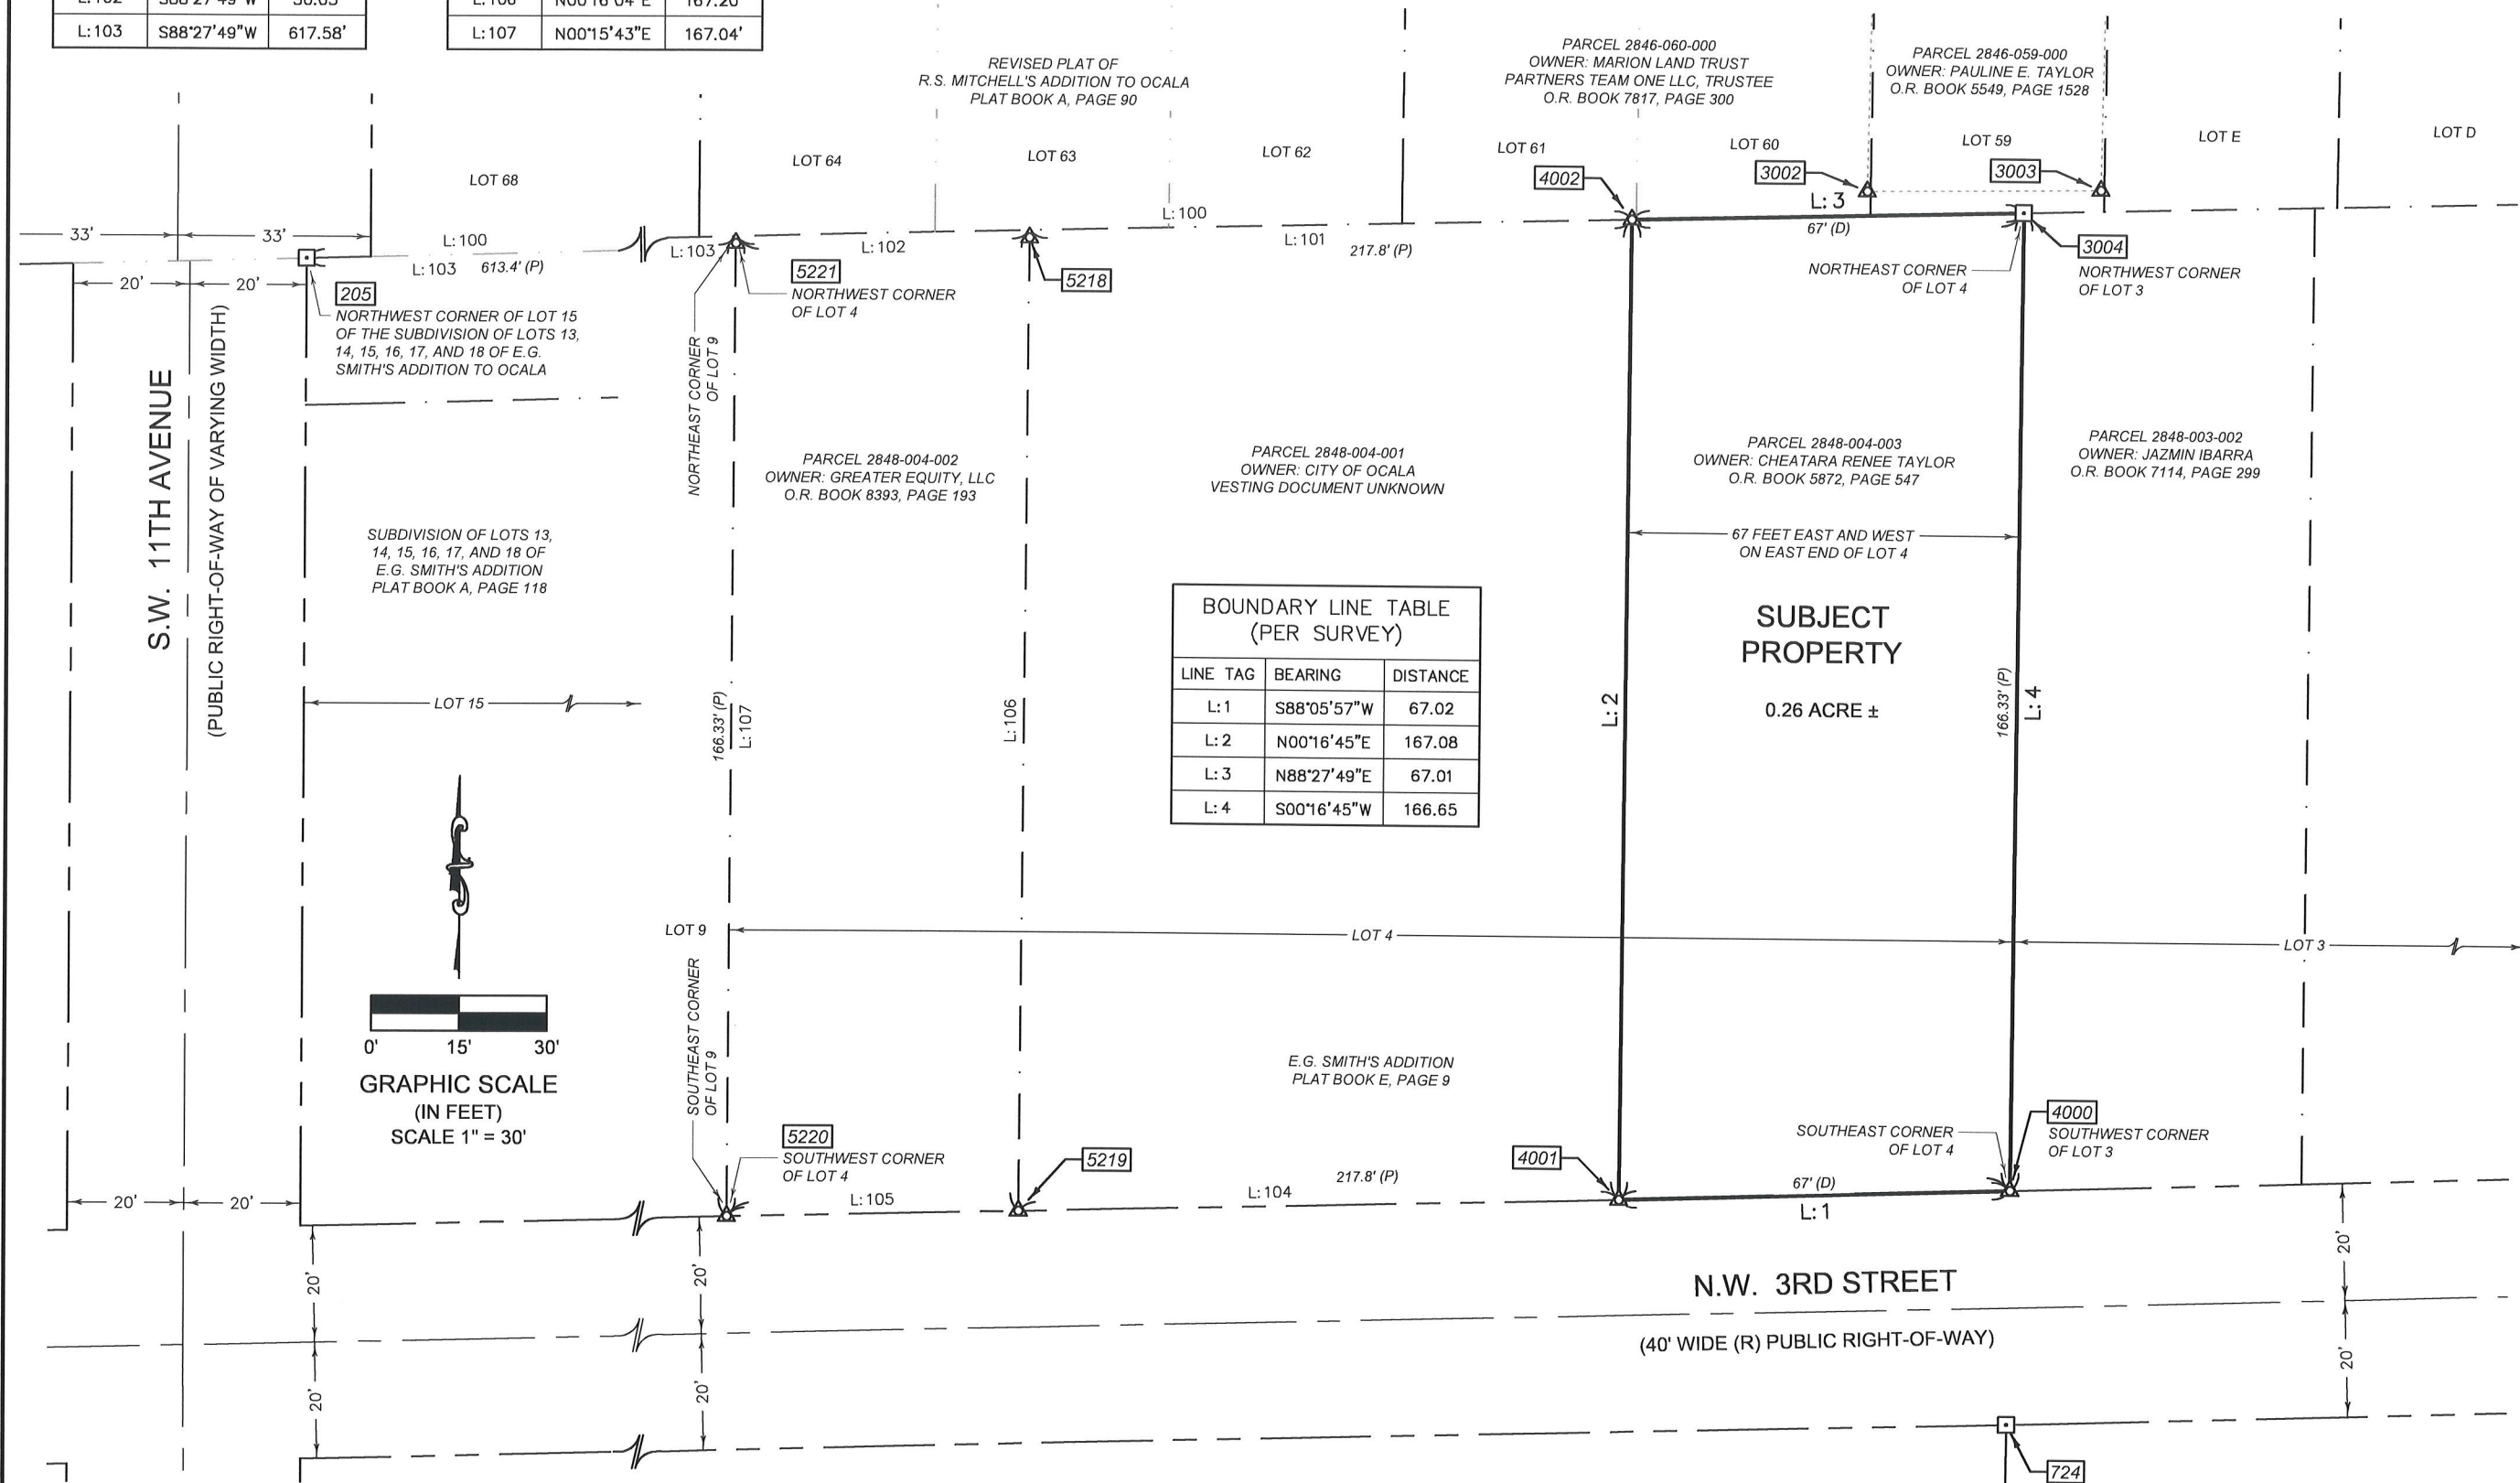 L:103 S88°27'49"W 617.58'
L:107 N00°15'43"E 167.04'
REVISED PLAT OF
R.S. MITCHELL'S ADDITION TO OCALA
PLAT BOOK A, PAGE 90
PARCEL 2846-060-000
OWNER: MARION LAND TRUST
PARTNERS TEAM ONE LLC, TRUSTEE
O.R. BOOK 7817, PAGE 300
PARCEL 2846-059-000
OWNER: PAULINE E. TAYLOR
O.R. BOOK 5549, PAGE 1528
LOT 68
LOT 64
LOT 63
LOT 62
LOT 61
LOT 60
LOT 59
LOT E
LOT D
4002
3002
3003
L:3
67' (D)
3004
NORTHWEST CORNER
OF LOT 3
NORTHEAST CORNER
OF LOT 4
33'
33'
20'
20'
L:100
L:103 613.4' (P)
L:103
L:102
L:100
L:101
217.8' (P)
205
NORTHWEST CORNER OF LOT 15
OF THE SUBDIVISION OF LOTS 13,
14, 15, 16, 17, AND 18 OF E.G.
SMITH'S ADDITION TO OCALA
5221
NORTHWEST CORNER
OF LOT 4
5218
NORTHEAST CORNER
OF LOT 9
S.W. 11TH AVENUE
(PUBLIC RIGHT-OF-WAY OF VARYING WIDTH)
PARCEL 2848-004-002
OWNER: GREATER EQUITY, LLC
O.R. BOOK 8393, PAGE 193
PARCEL 2848-004-001
OWNER: CITY OF OCALA
VESTING DOCUMENT UNKNOWN
PARCEL 2848-004-003
OWNER: CHEATARA RENEE TAYLOR
O.R. BOOK 5872, PAGE 547
PARCEL 2848-003-002
OWNER: JAZMIN IBARRA
O.R. BOOK 7114, PAGE 299
SUBDIVISION OF LOTS 13,
14, 15, 16, 17, AND 18 OF
E.G. SMITH'S ADDITION
PLAT BOOK A, PAGE 118
67 FEET EAST AND WEST
ON EAST END OF LOT 4
BOUNDARY LINE TABLE
(PER SURVEY)
LINE TAG BEARING DISTANCE
L:1 S88°05'57"W 67.02
L:2 N00°16'45"E 167.08
L:3 N88°27'49"E 67.01
L:4 S00°16'45"W 166.65
SUBJECT
PROPERTY
0.26 ACRE ±
LOT 15
166.33' (P)
L:107
L:106
L:2
166.33' (P)
L:4
LOT 9
LOT 4
LOT 3
0' 15' 30'
GRAPHIC SCALE
(IN FEET)
SCALE 1" = 30'
SOUTHEAST CORNER
OF LOT 9
E.G. SMITH'S ADDITION
PLAT BOOK E, PAGE 9
5220
SOUTHWEST CORNER
OF LOT 4
5219
4001
SOUTHEAST CORNER
OF LOT 4
4000
SOUTHWEST CORNER
OF LOT 3
20'
20'
L:105
L:104
217.8' (P)
67' (D)
L:1
20'
20'
20'
N.W. 3RD STREET
(40' WIDE (R) PUBLIC RIGHT-OF-WAY)
20'
20'
20'
724